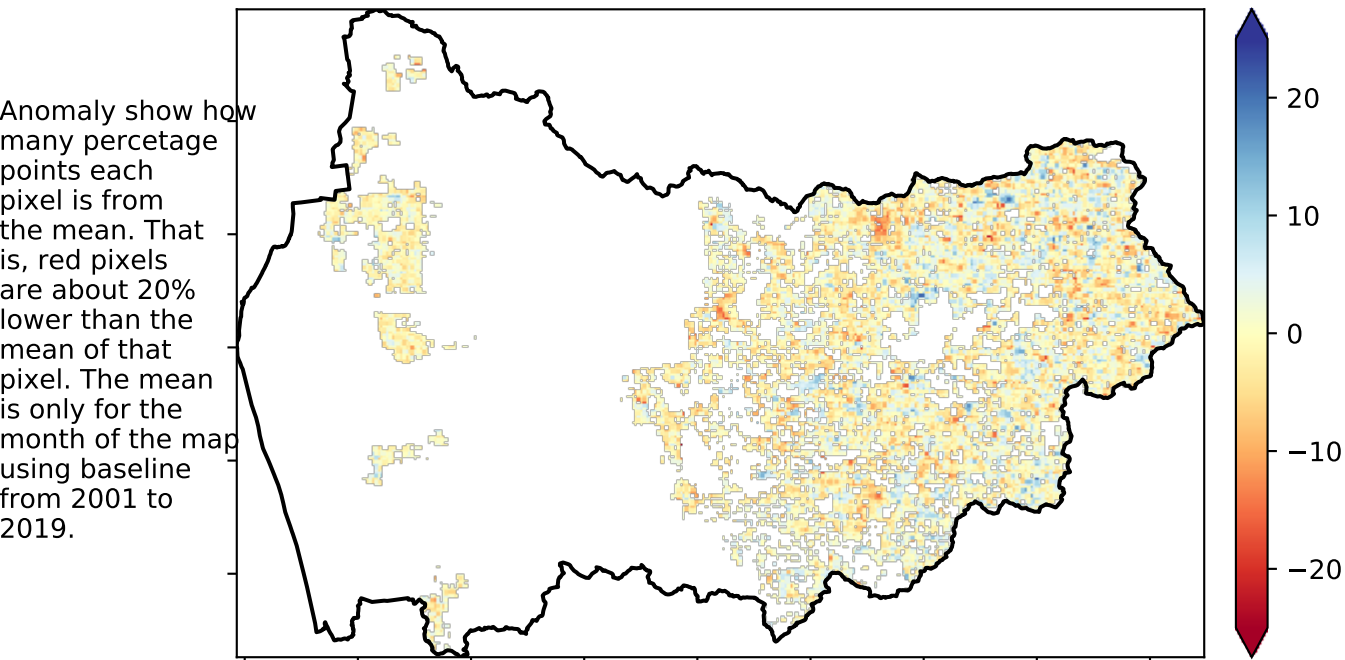 Anomaly show how
many percetage
points each
pixel is from
the mean. That
is, red pixels
are about 20%
lower than the
mean of that
pixel. The mean
is only for the
month of the map
using baseline
from 2001 to
2019.
20
10
0
−10
−20